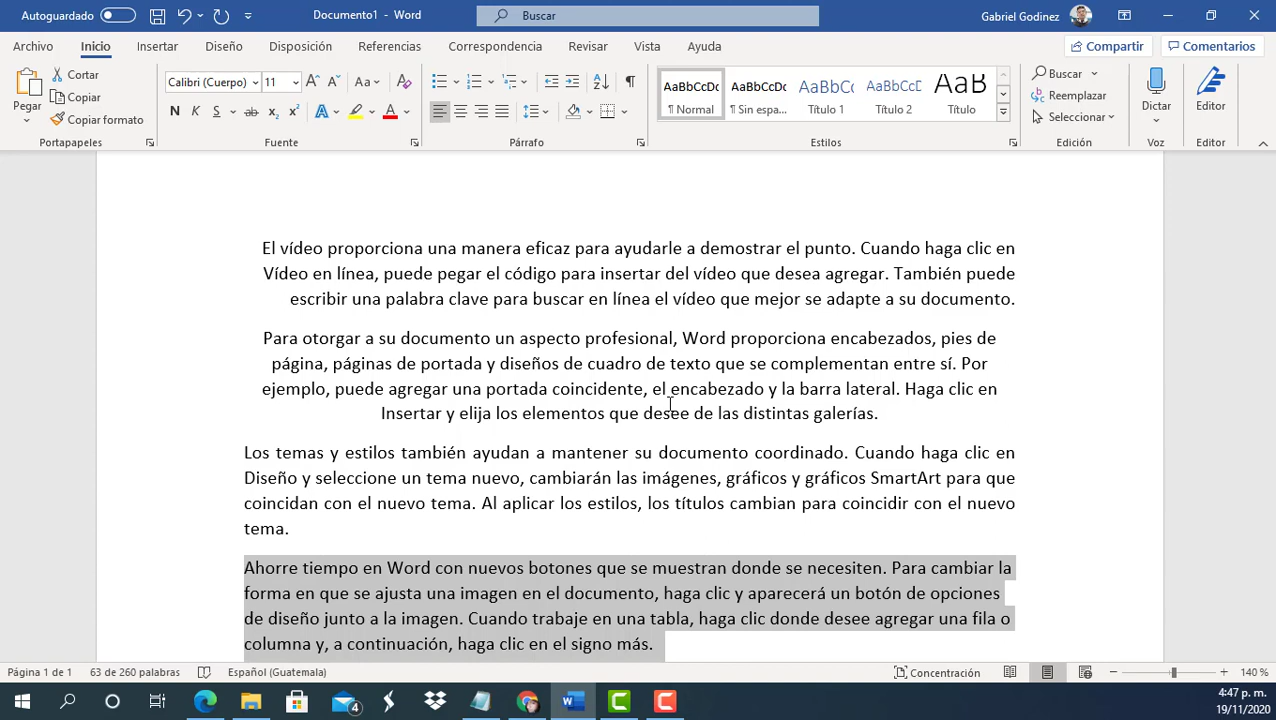 Autoguardado
Documento1 - Word
Buscar
Gabriel Godinez
Archivo Inicio Insertar Diseño Disposición Referencias Correspondencia Revisar Vista Ayuda
Compartir Comentarios
Pegar
Cortar
Copiar
Copiar formato
Portapapeles
Calibri (Cuerpo) 11
Aa
N K S ab x₂ x² A A
Fuente
Párrafo
AaBbCcDc AaBbCcDc AaBbCc AaBbCcD AaB
¶ Normal ¶ Sin espa... Título 1 Título 2 Título
Estilos
Buscar
Reemplazar
Seleccionar
Edición
Dictar
Voz
Editor
Editor
El vídeo proporciona una manera eficaz para ayudarle a demostrar el punto. Cuando haga clic en
Vídeo en línea, puede pegar el código para insertar del vídeo que desea agregar. También puede
escribir una palabra clave para buscar en línea el vídeo que mejor se adapte a su documento.
Para otorgar a su documento un aspecto profesional, Word proporciona encabezados, pies de
página, páginas de portada y diseños de cuadro de texto que se complementan entre sí. Por
ejemplo, puede agregar una portada coincidente, el encabezado y la barra lateral. Haga clic en
Insertar y elija los elementos que desee de las distintas galerías.
Los temas y estilos también ayudan a mantener su documento coordinado. Cuando haga clic en
Diseño y seleccione un tema nuevo, cambiarán las imágenes, gráficos y gráficos SmartArt para que
coincidan con el nuevo tema. Al aplicar los estilos, los títulos cambian para coincidir con el nuevo
tema.
Ahorre tiempo en Word con nuevos botones que se muestran donde se necesiten. Para cambiar la
forma en que se ajusta una imagen en el documento, haga clic y aparecerá un botón de opciones
de diseño junto a la imagen. Cuando trabaje en una tabla, haga clic donde desee agregar una fila o
columna y, a continuación, haga clic en el signo más.
Página 1 de 1 63 de 260 palabras Español (Guatemala)
Concentración
140 %
4
4:47 p. m.
19/11/2020